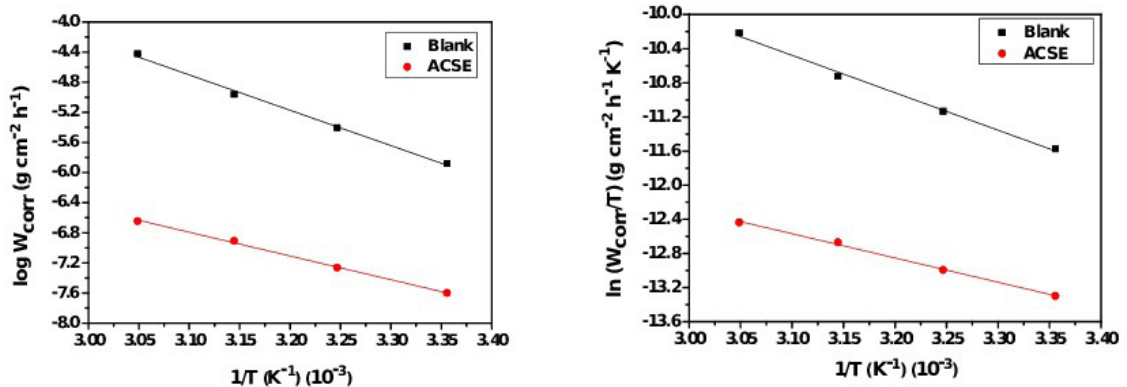 -4.0
-4.4
-4.8
-5.2
-5.6
-6.0
-6.4
-6.8
-7.2
-7.6
-8.0
log W_corr (g cm⁻² h⁻¹)
Blank
ACSE
3.00 3.05 3.10 3.15 3.20 3.25 3.30 3.35 3.40
1/T (K⁻¹) (10⁻³)
-10.0
-10.4
-10.8
-11.2
-11.6
-12.0
-12.4
-12.8
-13.2
-13.6
ln (W_corr/T) (g cm⁻² h⁻¹ K⁻¹)
Blank
ACSE
3.00 3.05 3.10 3.15 3.20 3.25 3.30 3.35 3.40
1/T (K⁻¹) (10⁻³)